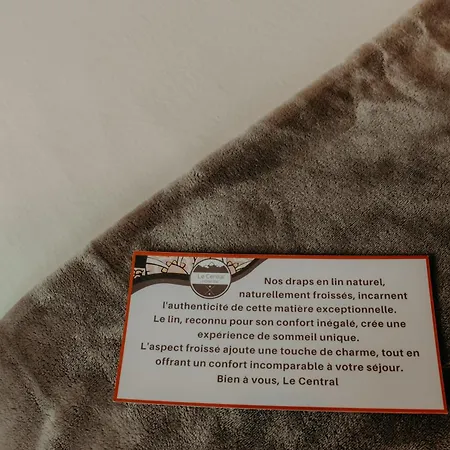 Le Central
Nos draps en lin naturel,
naturellement froissés, incarnent
l'authenticité de cette matière exceptionnelle.
Le lin, reconnu pour son confort inégalé, crée une
expérience de sommeil unique.
L'aspect froissé ajoute une touche de charme, tout en
offrant un confort incomparable à votre séjour.
Bien à vous, Le Central